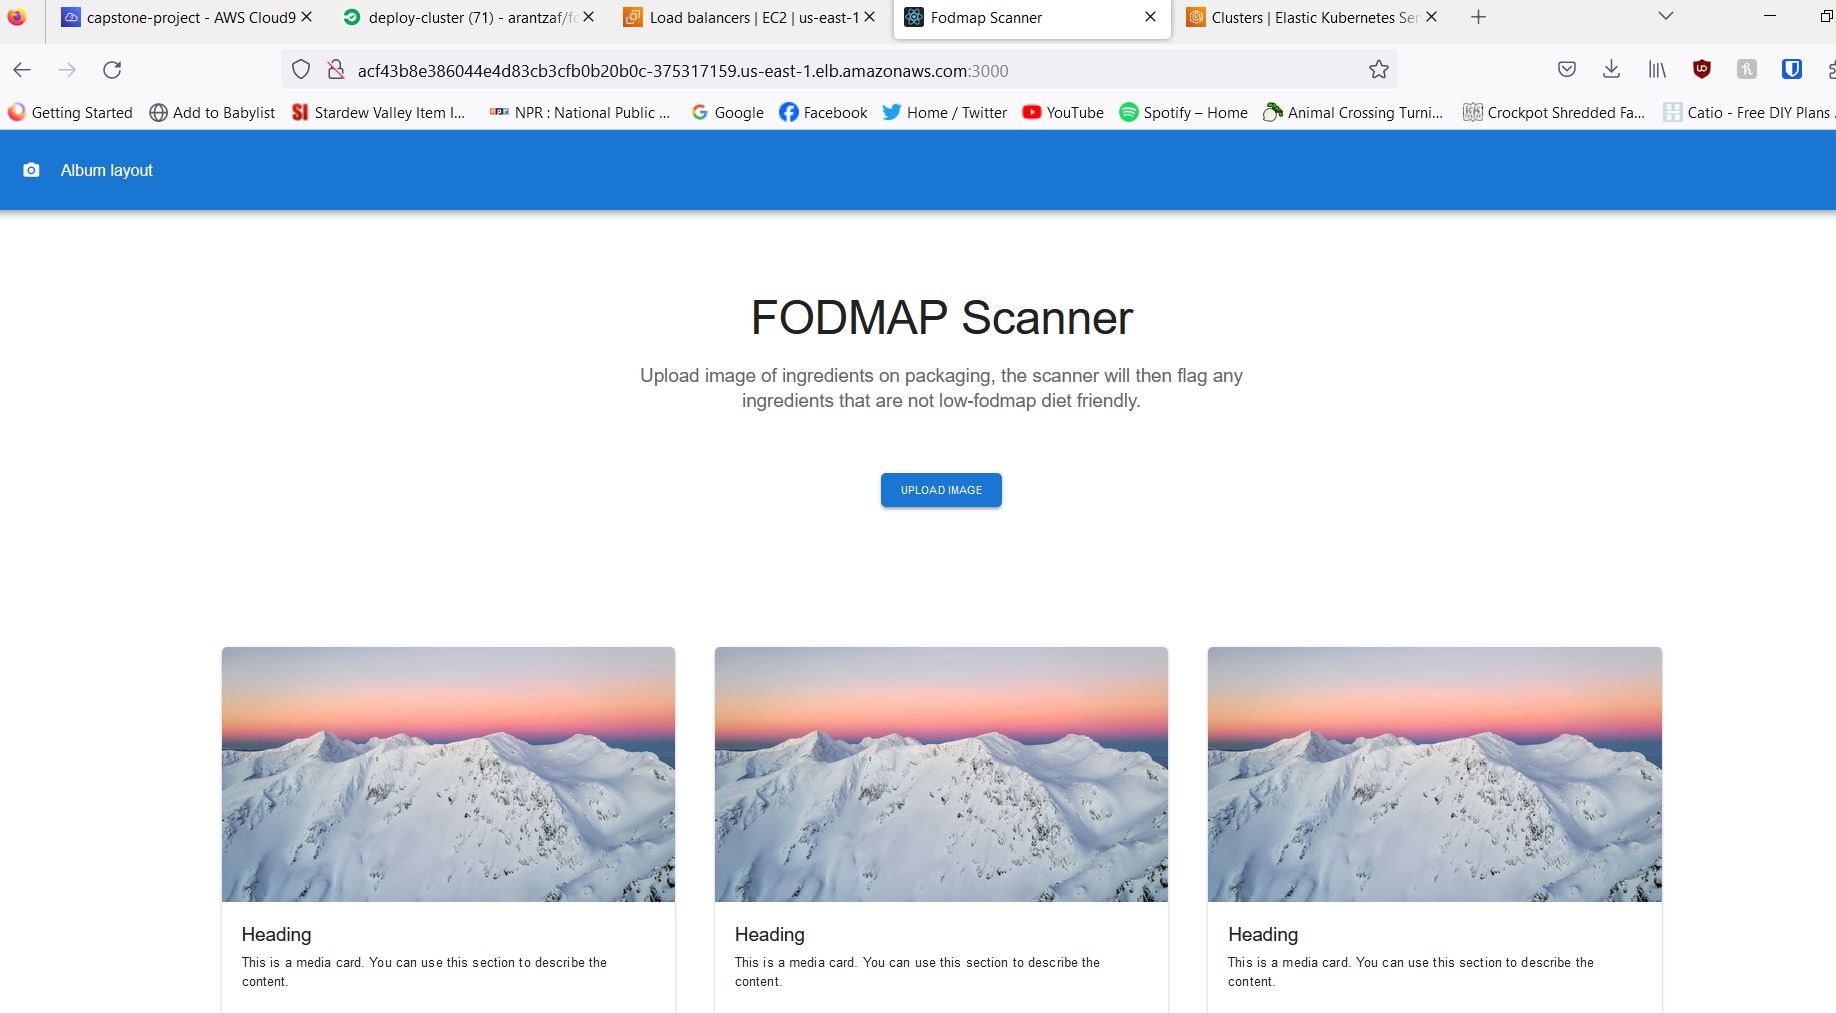 capstone-project - AWS Cloud9
deploy-cluster (71) - arantzaf/fo
Load balancers | EC2 | us-east-1
Fodmap Scanner
Clusters | Elastic Kubernetes Ser
acf43b8e386044e4d83cb3cfb0b20b0c-375317159.us-east-1.elb.amazonaws.com:3000
Getting Started
Add to Babylist
Stardew Valley Item I...
NPR : National Public ...
Google
Facebook
Home / Twitter
YouTube
Spotify – Home
Animal Crossing Turni...
Crockpot Shredded Fa...
Catio - Free DIY Plans
Album layout
FODMAP Scanner
Upload image of ingredients on packaging, the scanner will then flag any
ingredients that are not low-fodmap diet friendly.
UPLOAD IMAGE
Heading
This is a media card. You can use this section to describe the
content.
Heading
This is a media card. You can use this section to describe the
content.
Heading
This is a media card. You can use this section to describe the
content.